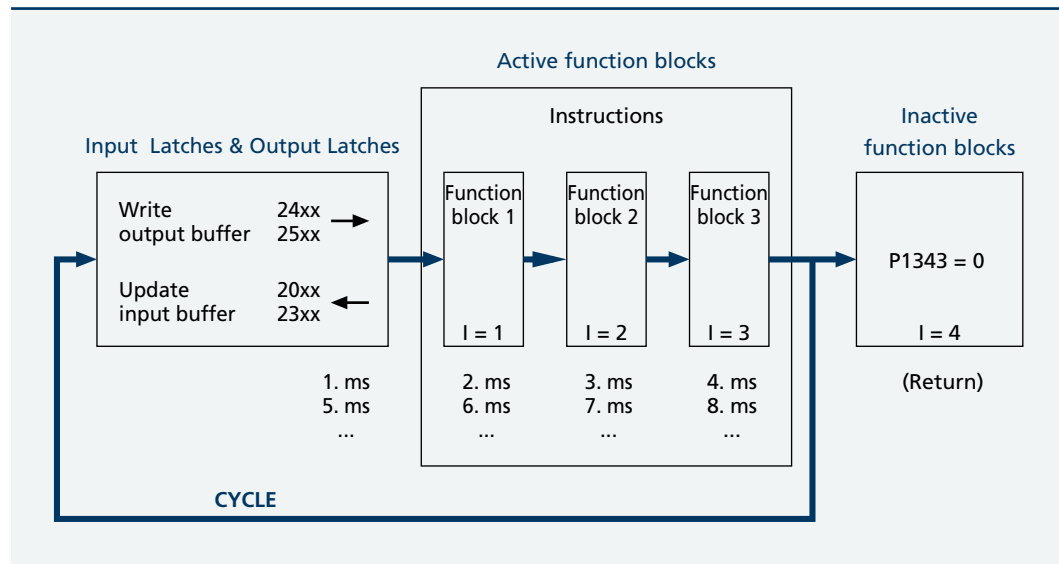 Active function blocks
Instructions
Inactive
function blocks
Input Latches & Output Latches
Write 24xx
output buffer 25xx
Update 20xx
input buffer 23xx
Function
block 1
I = 1
Function
block 2
I = 2
Function
block 3
I = 3
P1343 = 0
I = 4
1. ms 2. ms 3. ms 4. ms (Return)
5. ms 6. ms 7. ms 8. ms
... ... ... ...
CYCLE